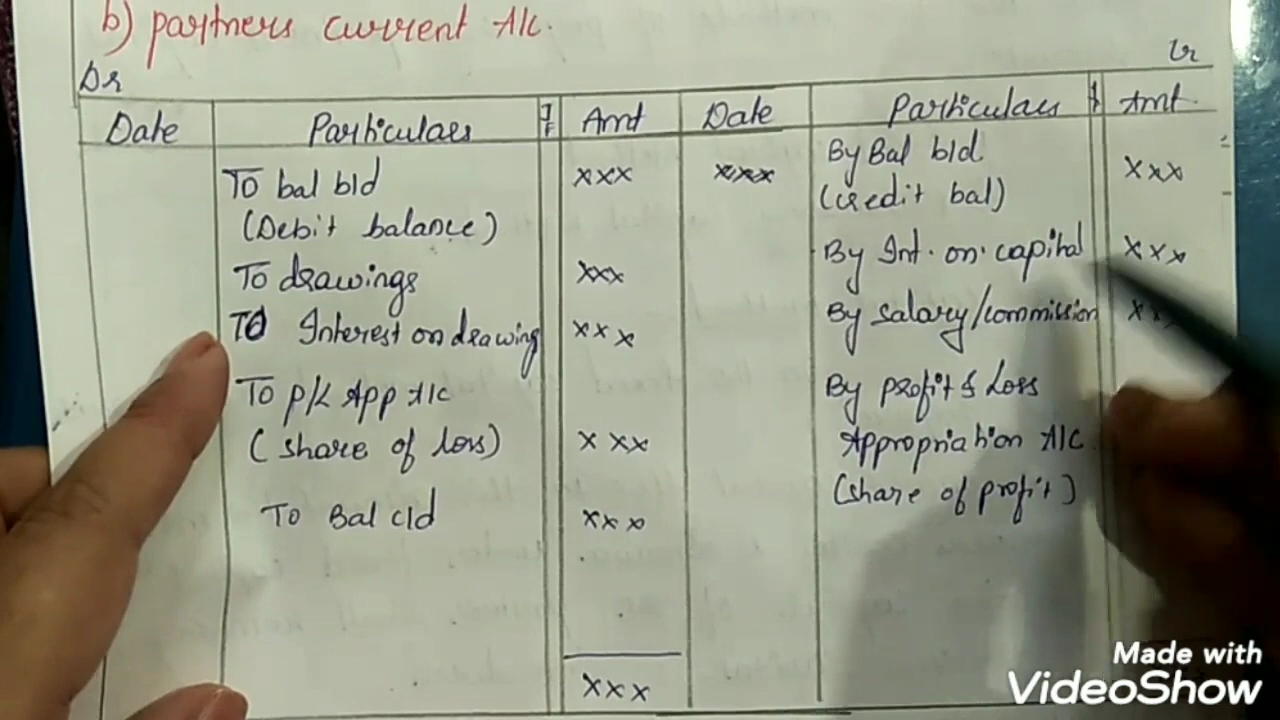 b) partners current A/c.
Dr
Cr
Date Particulars JF Amt Date Particulars Amt
To bal b/d xxx xxx By Bal b/d xxx
(Debit balance) (credit bal)
To drawings xxx By Int. on. capital xxx
To Interest on drawing xxx By salary/commission
To P/L App A/c By profit & Loss
(share of loss) xxx Appropriation A/C
(share of profit)
To Bal c/d xxx
xxx
Made with
VideoShow